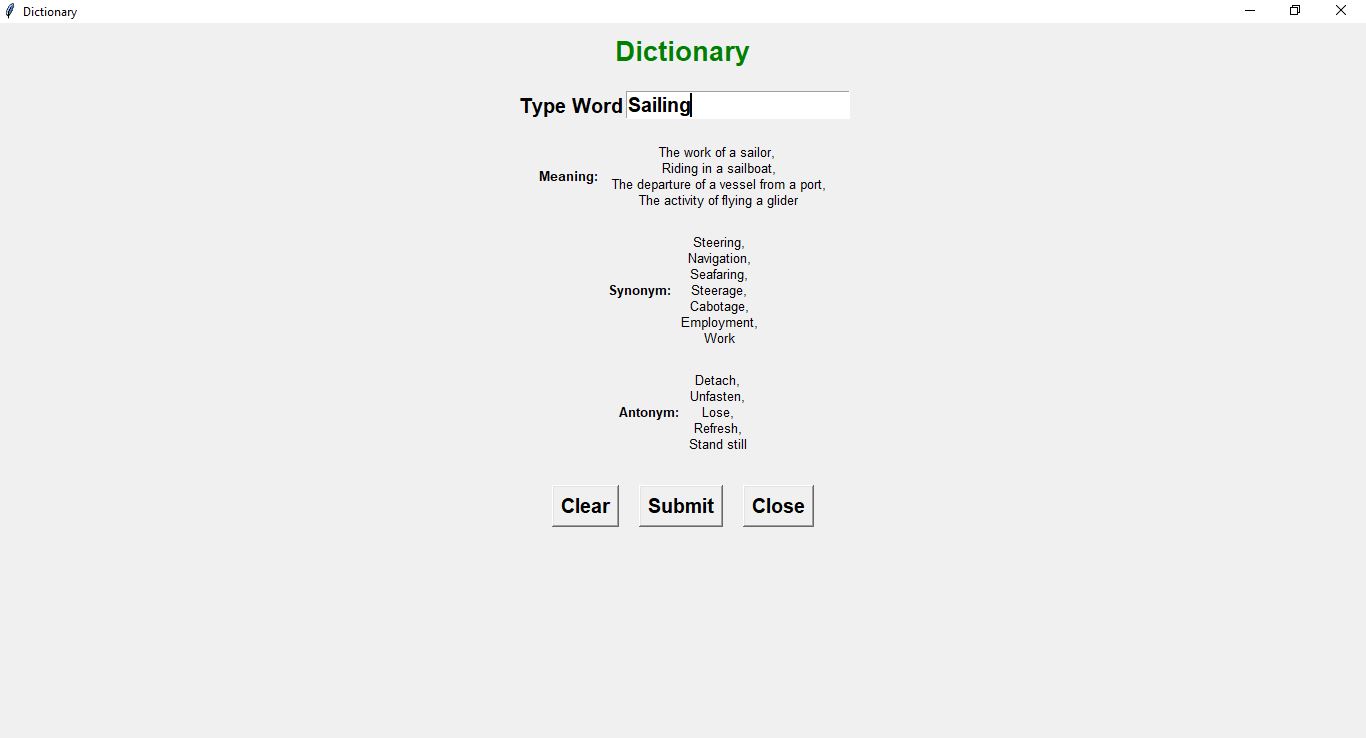 Dictionary
Dictionary
Type Word Sailing
The work of a sailor,
Riding in a sailboat,
Meaning:
The departure of a vessel from a port,
The activity of flying a glider
Steering,
Navigation,
Seafaring,
Synonym: Steerage,
Cabotage,
Employment,
Work
Detach,
Unfasten,
Antonym: Lose,
Refresh,
Stand still
Clear Submit Close